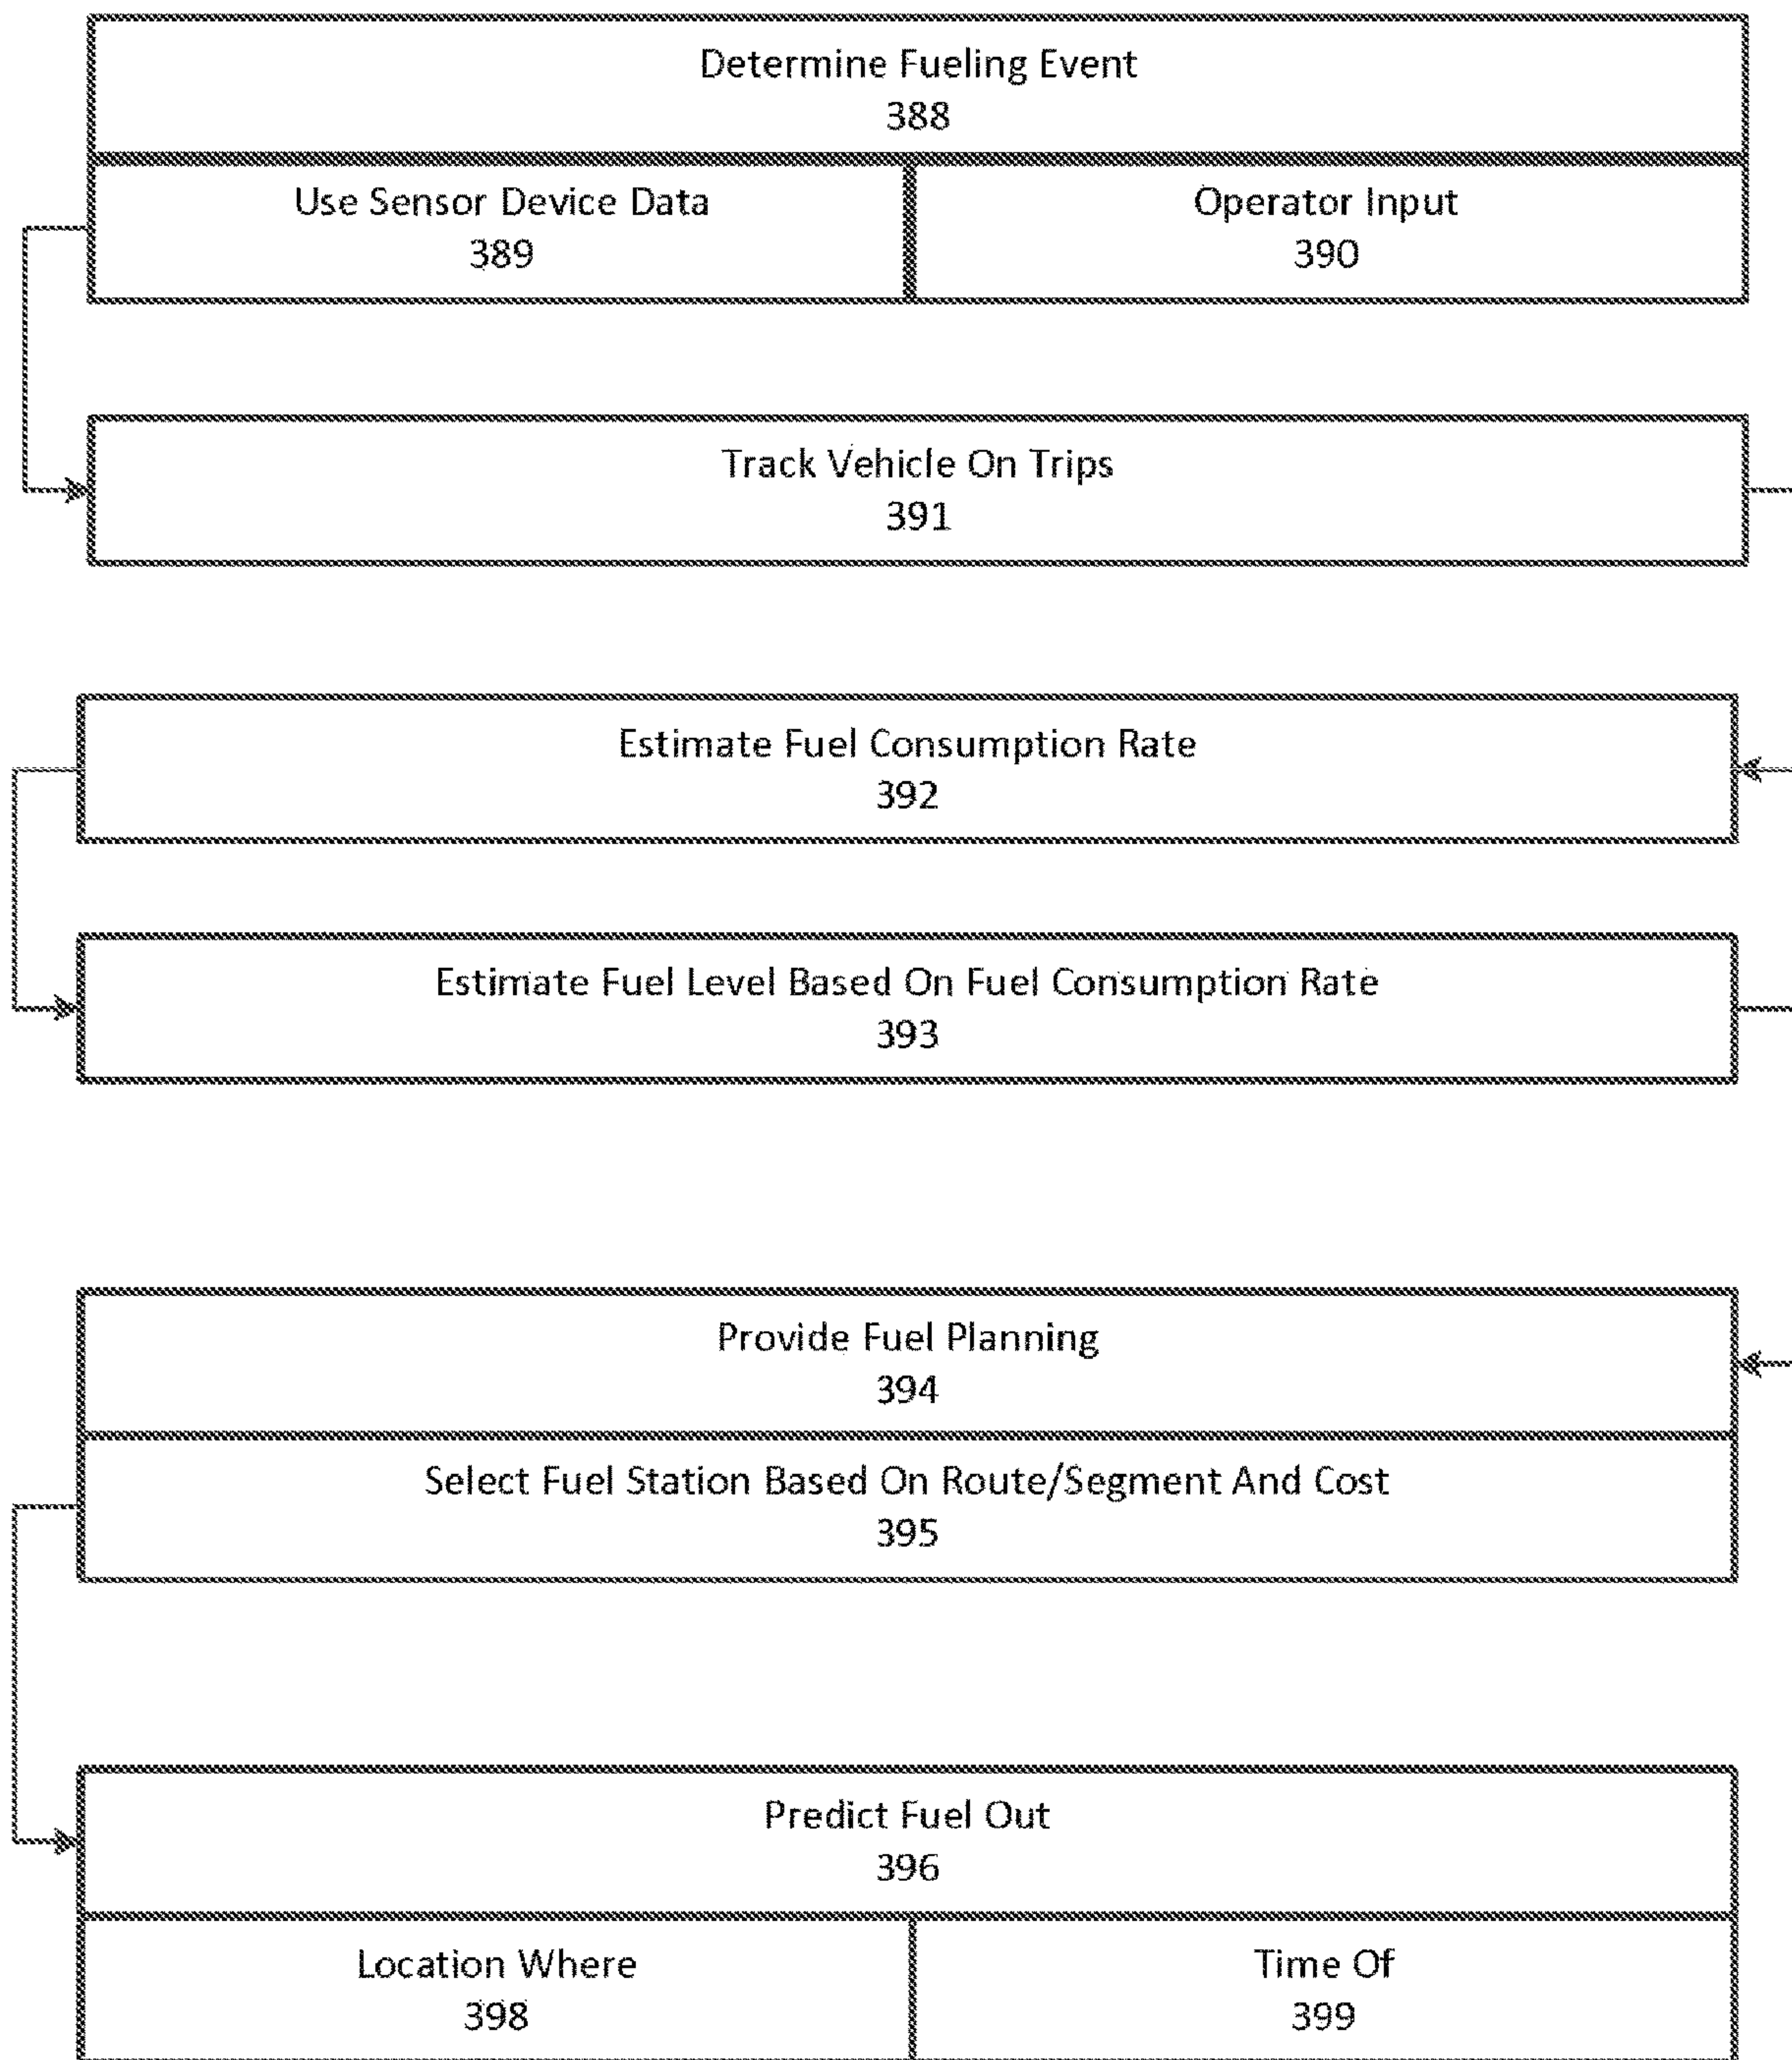 Determine Fueling Event
388
Use Sensor Device Data
389
Operator Input
390
Track Vehicle On Trips
391
Estimate Fuel Consumption Rate
392
Estimate Fuel Level Based On Fuel Consumption Rate
393
Provide Fuel Planning
394
Select Fuel Station Based On Route/Segment And Cost
395
Predict Fuel Out
396
Location Where
398
Time Of
399